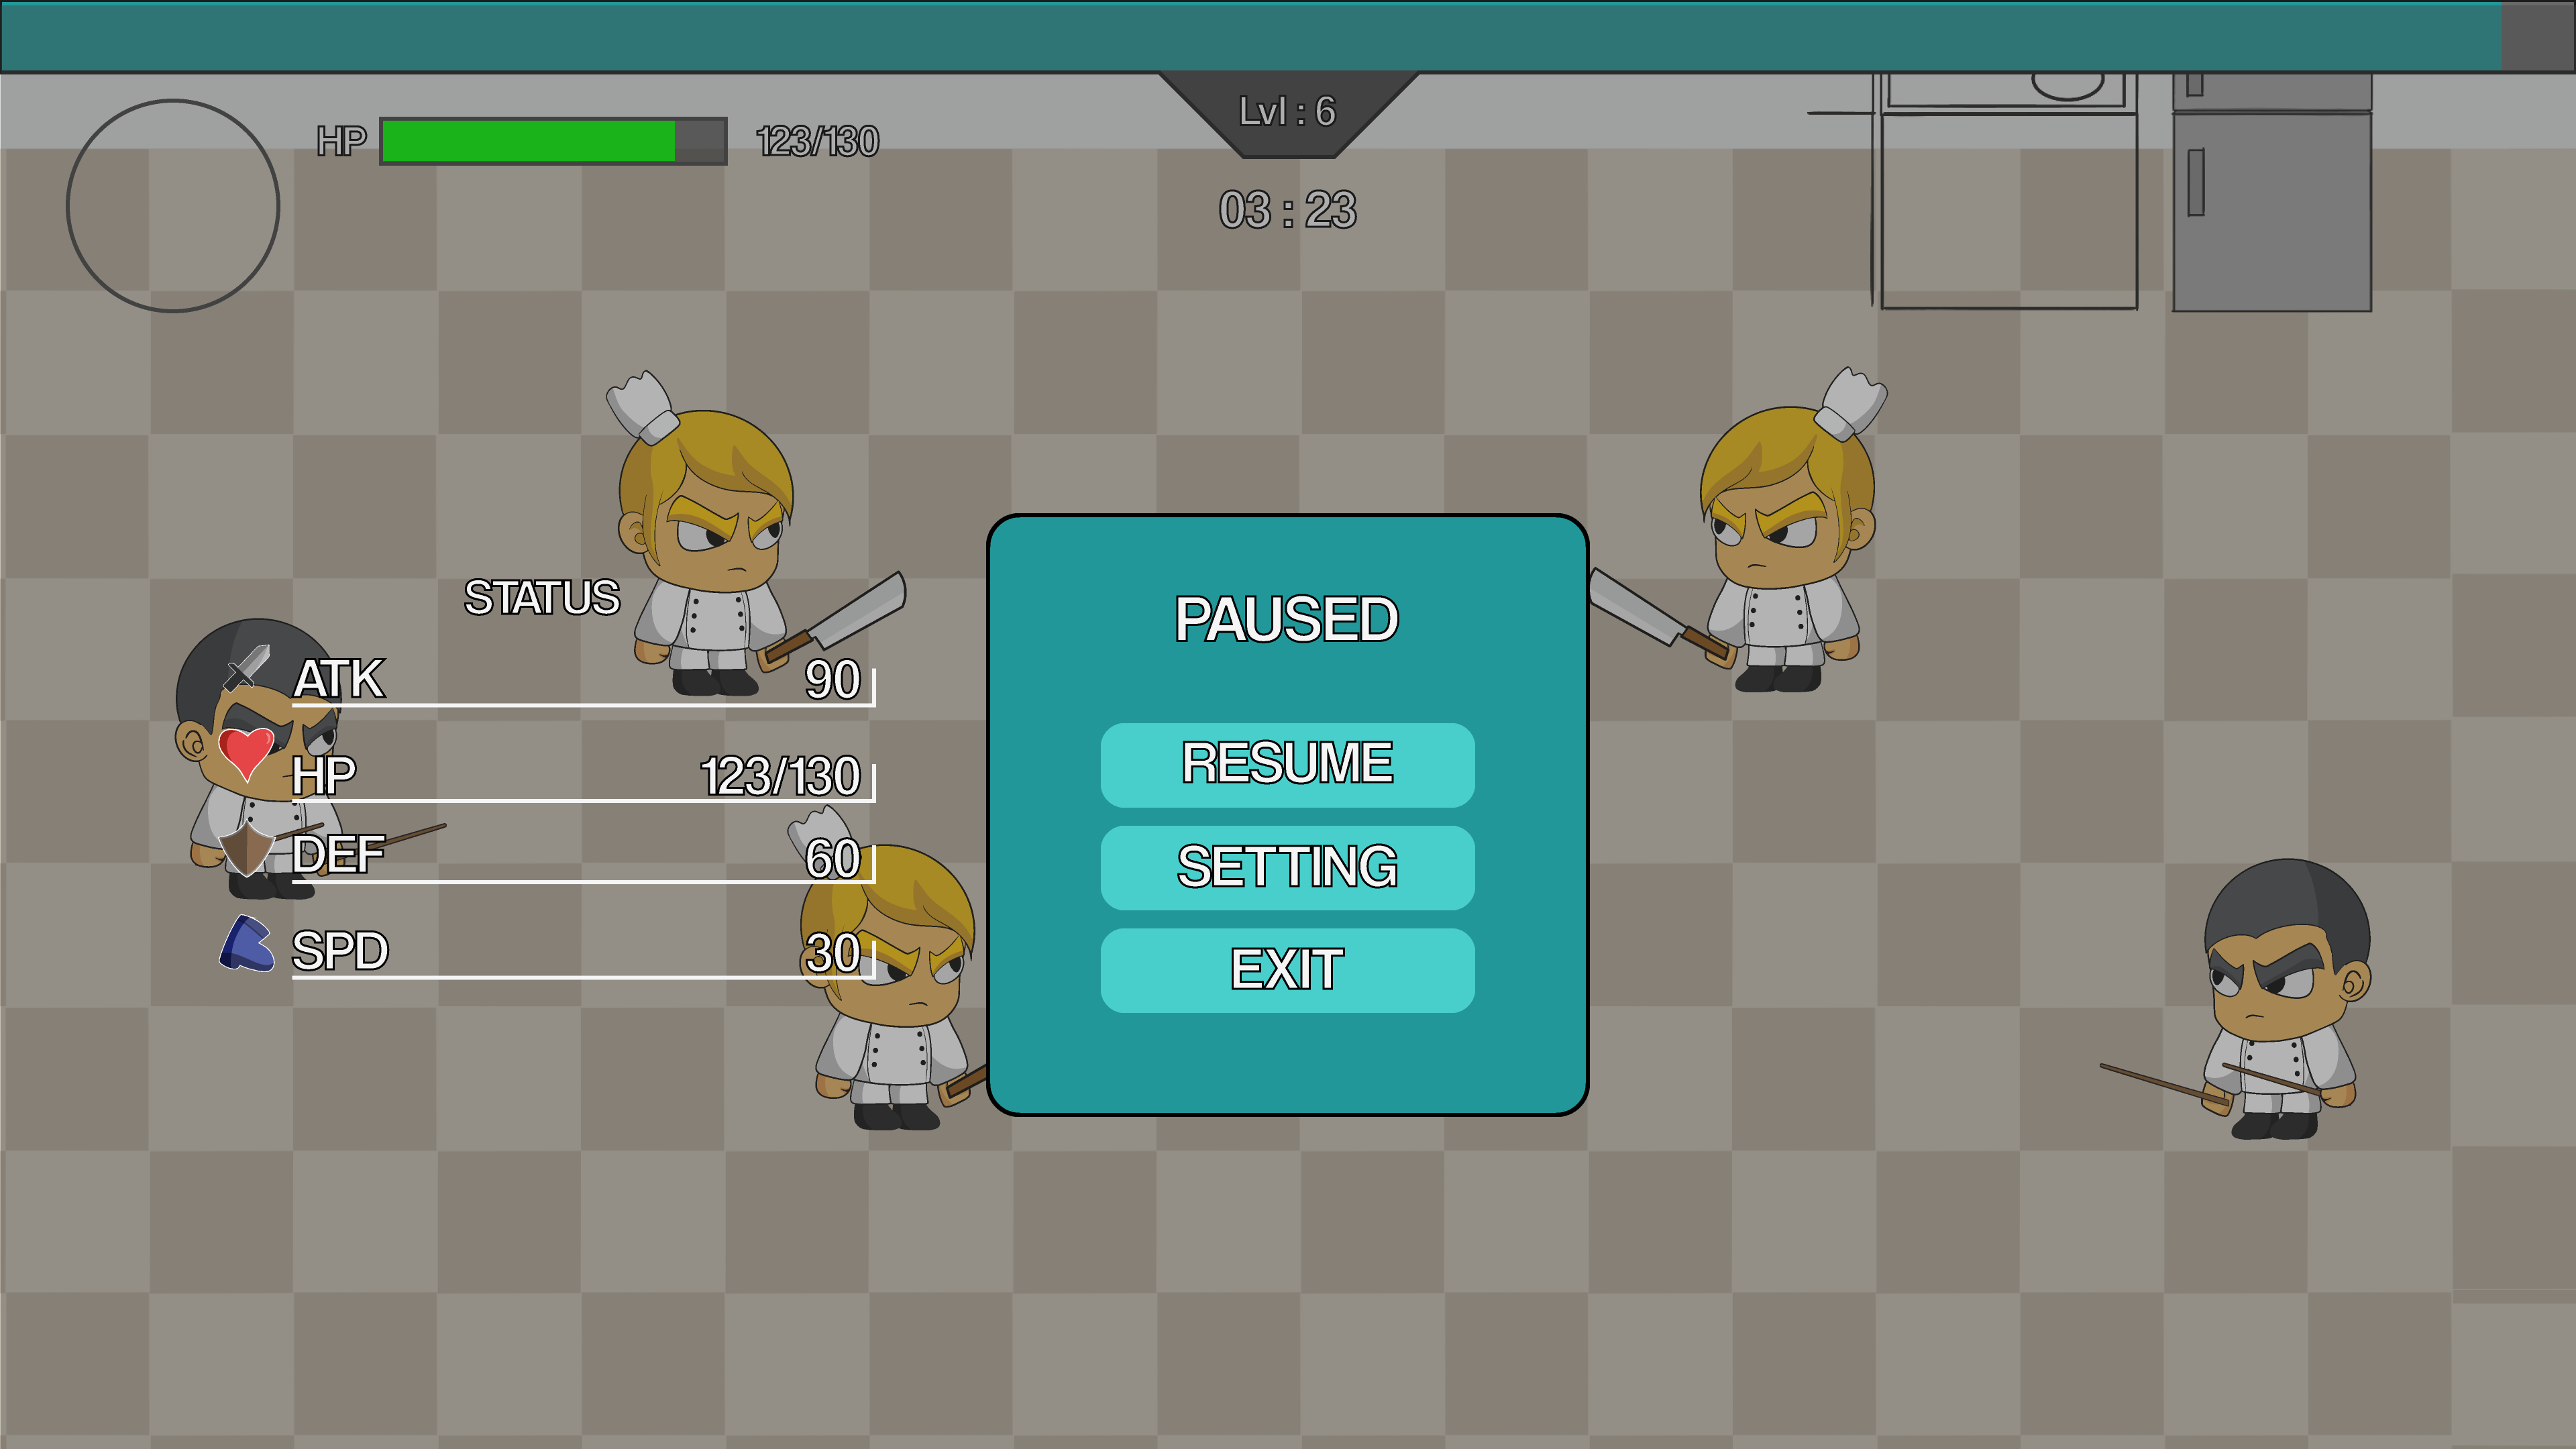 Lvl : 6
HP 123/130
03 : 23
STATUS
ATK 90
HP 123/130
DEF 60
SPD 30
PAUSED
RESUME
SETTING
EXIT